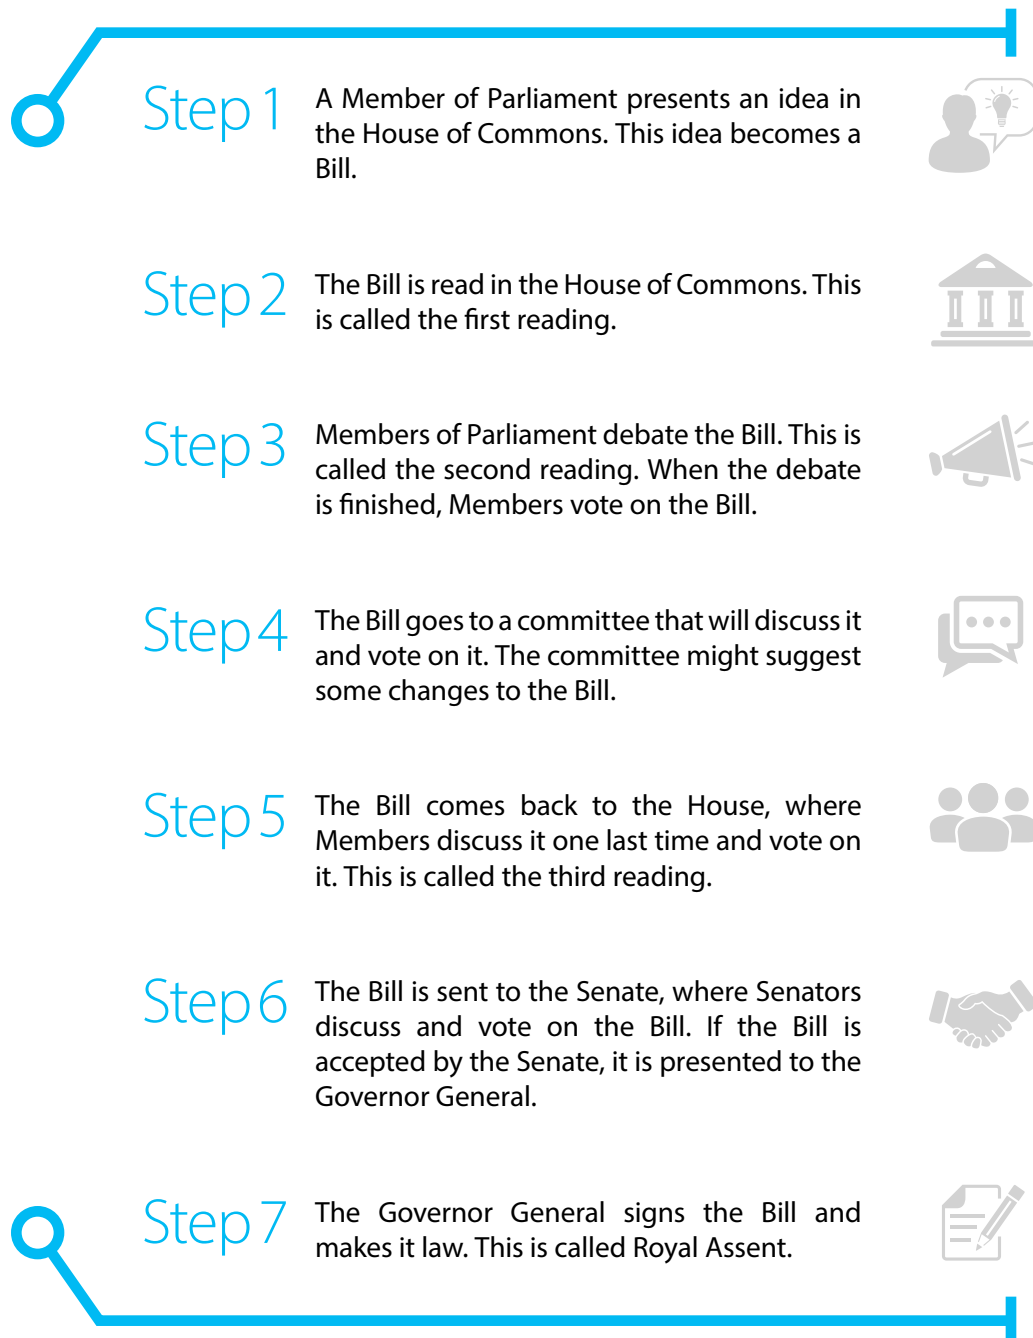 Step 1
A Member of Parliament presents an idea in
the House of Commons. This idea becomes a
Bill.
Step 2
The Bill is read in the House of Commons. This
is called the first reading.
Step 3
Members of Parliament debate the Bill. This is
called the second reading. When the debate
is finished, Members vote on the Bill.
Step 4
The Bill goes to a committee that will discuss it
and vote on it. The committee might suggest
some changes to the Bill.
Step 5
The Bill comes back to the House, where
Members discuss it one last time and vote on
it. This is called the third reading.
Step 6
The Bill is sent to the Senate, where Senators
discuss and vote on the Bill. If the Bill is
accepted by the Senate, it is presented to the
Governor General.
Step 7
The Governor General signs the Bill and
makes it law. This is called Royal Assent.